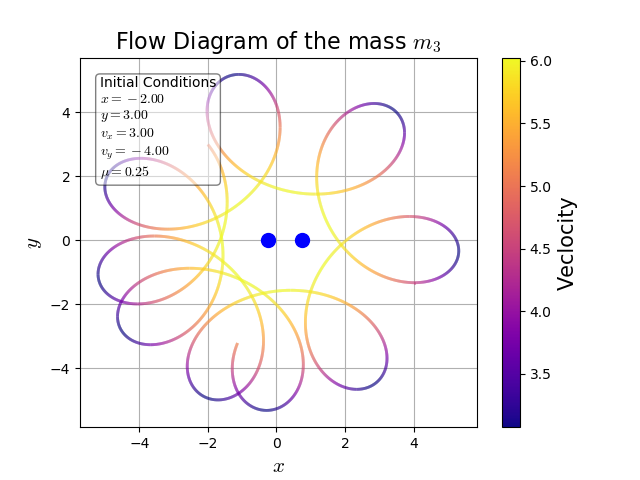 Flow Diagram of the mass m₃
Initial Conditions
x = −2.00
y = 3.00
vₓ = 3.00
v_y = −4.00
μ = 0.25
4
2
0
−2
−4
y
−4
−2
0
2
4
x
6.0
5.5
5.0
4.5
4.0
3.5
Veclocity